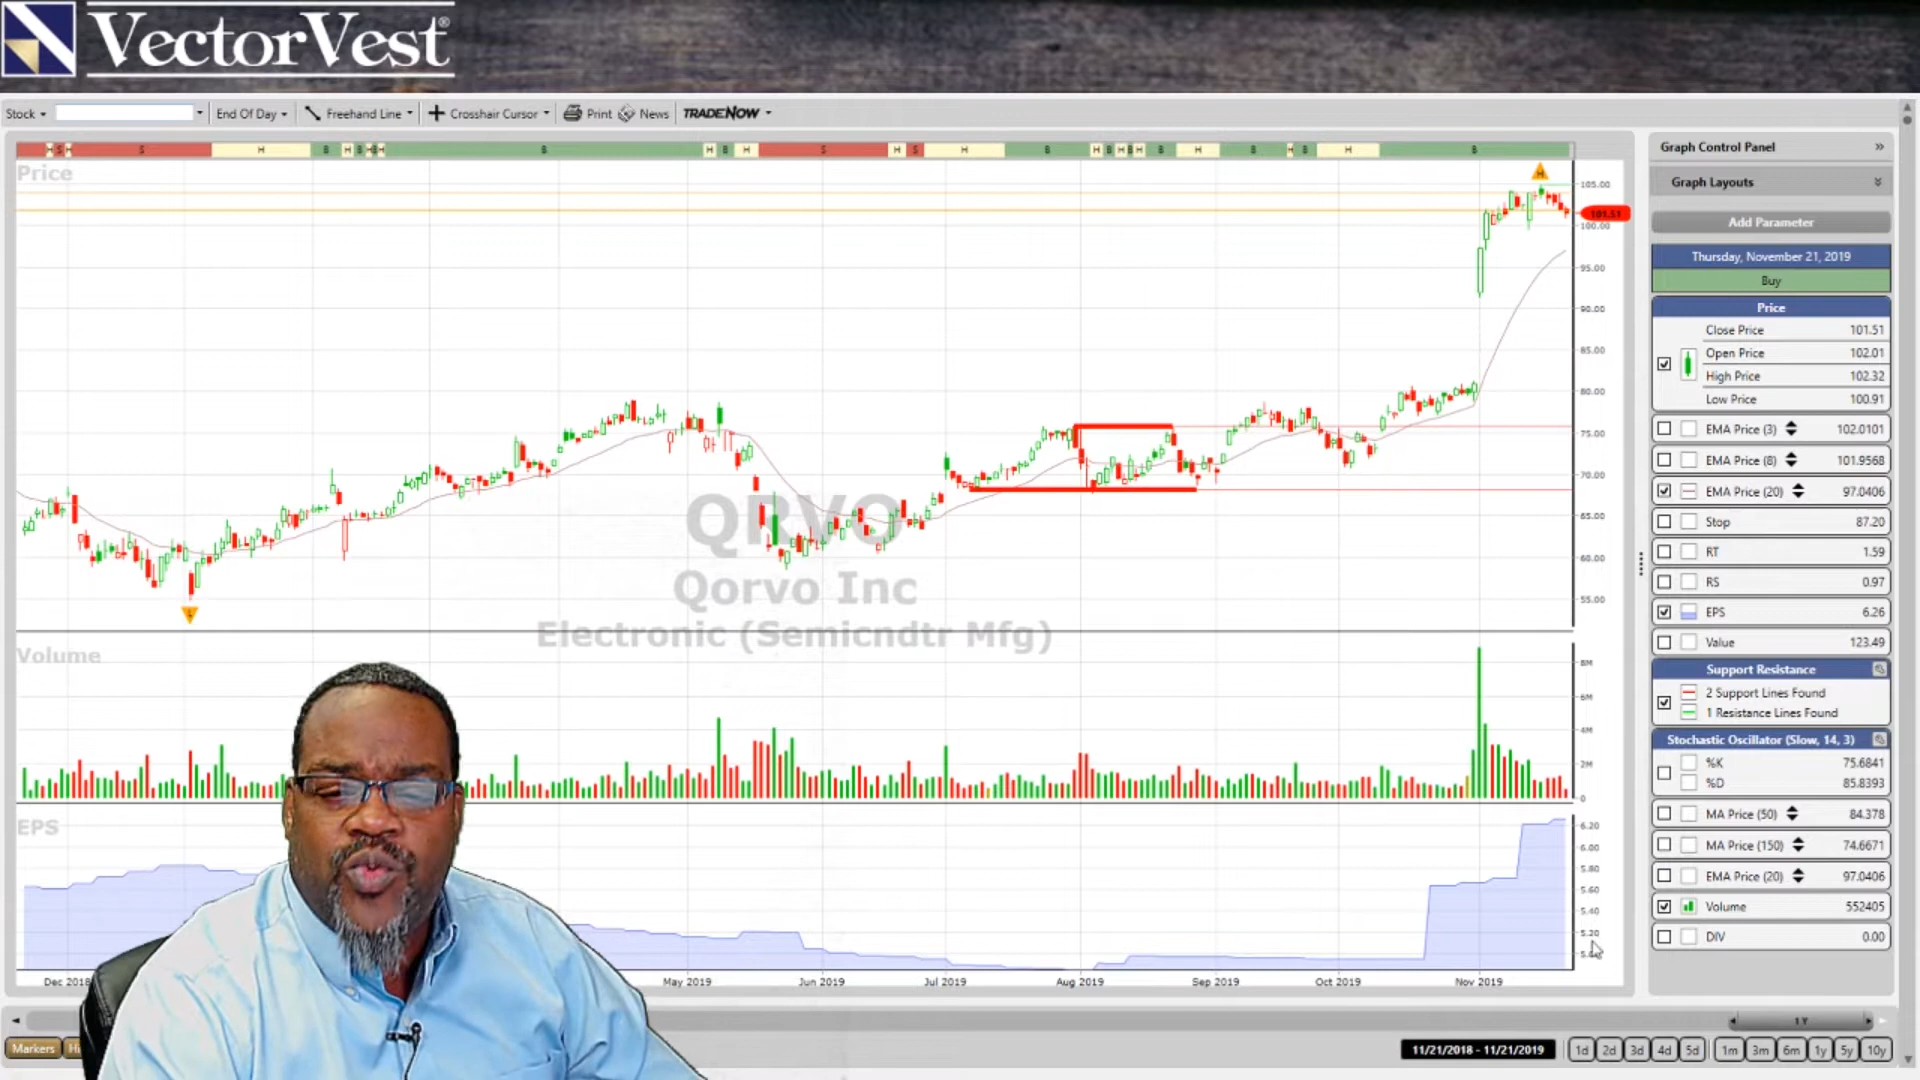 VectorVest®
Stock End Of Day Freehand Line Crosshair Cursor Print News TRADENOW
H S H S H B H B H B H B H B H S H S H B H B H B H B H B H B H B
Price
105.00
101.51
100.00
95.00
90.00
85.00
80.00
75.00
70.00
65.00
60.00
55.00
H
L
QRVO
Qorvo Inc
Electronic (Semicndtr Mfg)
Volume
8M
6M
4M
2M
0
EPS
6.20
6.00
5.80
5.60
5.40
5.20
Dec 2018 May 2019 Jun 2019 Jul 2019 Aug 2019 Sep 2019 Oct 2019 Nov 2019
Graph Control Panel
Graph Layouts
Add Parameter
Thursday, November 21, 2019
Buy
Price
Close Price 101.51
Open Price 102.01
High Price 102.32
Low Price 100.91
EMA Price (3) 102.0101
EMA Price (8) 101.9568
EMA Price (20) 97.0406
Stop 87.20
RT 1.59
RS 0.97
EPS 6.26
Value 123.49
Support Resistance
2 Support Lines Found
1 Resistance Lines Found
Stochastic Oscillator (Slow, 14, 3)
%K 75.6841
%D 85.8393
MA Price (50) 84.378
MA Price (150) 74.6671
EMA Price (20) 97.0406
Volume 552405
DIV 0.00
1Y
Markers
11/21/2018 - 11/21/2019 1d 2d 3d 4d 5d 1m 3m 6m 1y 5y 10y